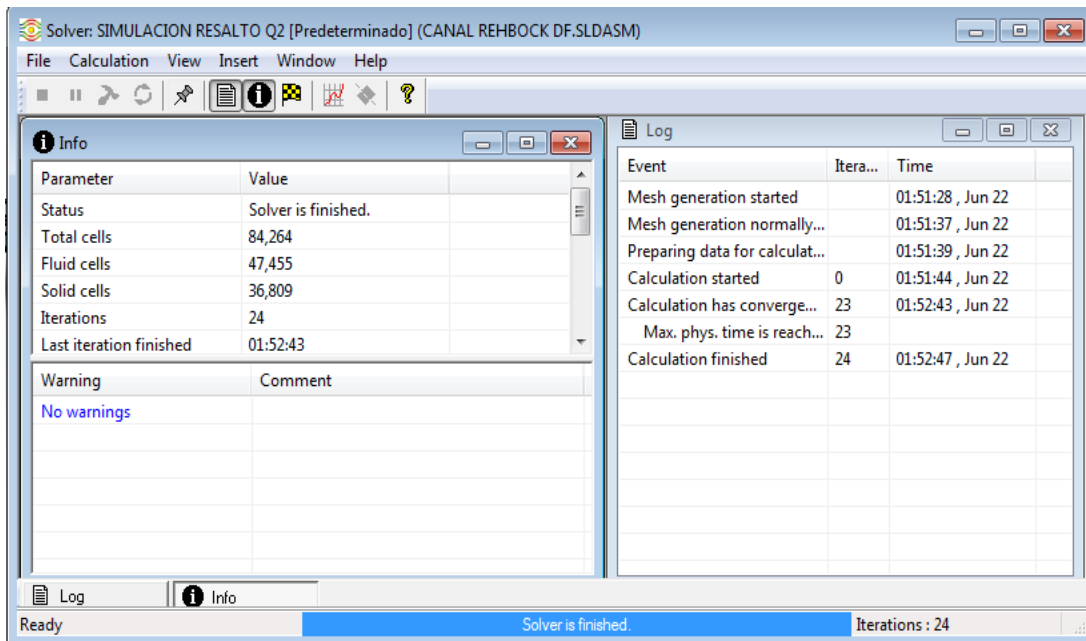 Solver: SIMULACION RESALTO Q2 [Predeterminado] (CANAL REHBOCK DF.SLDASM)
File Calculation View Insert Window Help
Info
Parameter Value
Status Solver is finished.
Total cells 84,264
Fluid cells 47,455
Solid cells 36,809
Iterations 24
Last iteration finished 01:52:43
Warning Comment
No warnings
Log
Event Itera... Time
Mesh generation started 01:51:28 , Jun 22
Mesh generation normally... 01:51:37 , Jun 22
Preparing data for calculat... 01:51:39 , Jun 22
Calculation started 0 01:51:44 , Jun 22
Calculation has converge... 23 01:52:43 , Jun 22
Max. phys. time is reach... 23
Calculation finished 24 01:52:47 , Jun 22
Log Info
Ready Solver is finished. Iterations : 24